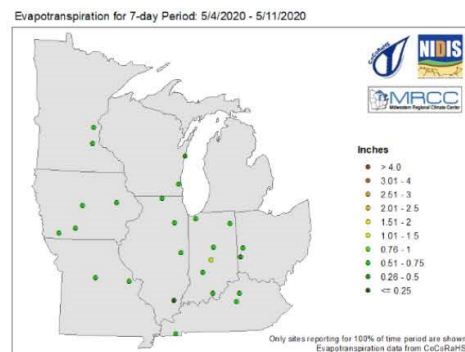 Evapotranspiration for 7-day Period: 5/4/2020 - 5/11/2020
CoCoRaHS
NIDIS
MRCC
Midwestern Regional Climate Center
Inches
> 4.0
3.01 - 4
2.51 - 3
2.01 - 2.5
1.51 - 2
1.01 - 1.5
0.76 - 1
0.51 - 0.75
0.26 - 0.5
<= 0.25
Only sites reporting for 100% of time period are shown
Evapotranspiration data from CoCoRaHS